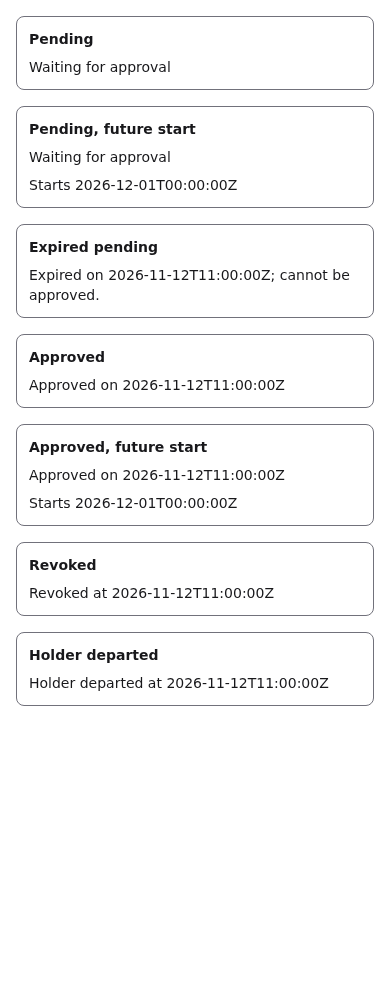 Pending
Waiting for approval
Pending, future start
Waiting for approval
Starts 2026-12-01T00:00:00Z
Expired pending
Expired on 2026-11-12T11:00:00Z; cannot be
approved.
Approved
Approved on 2026-11-12T11:00:00Z
Approved, future start
Approved on 2026-11-12T11:00:00Z
Starts 2026-12-01T00:00:00Z
Revoked
Revoked at 2026-11-12T11:00:00Z
Holder departed
Holder departed at 2026-11-12T11:00:00Z